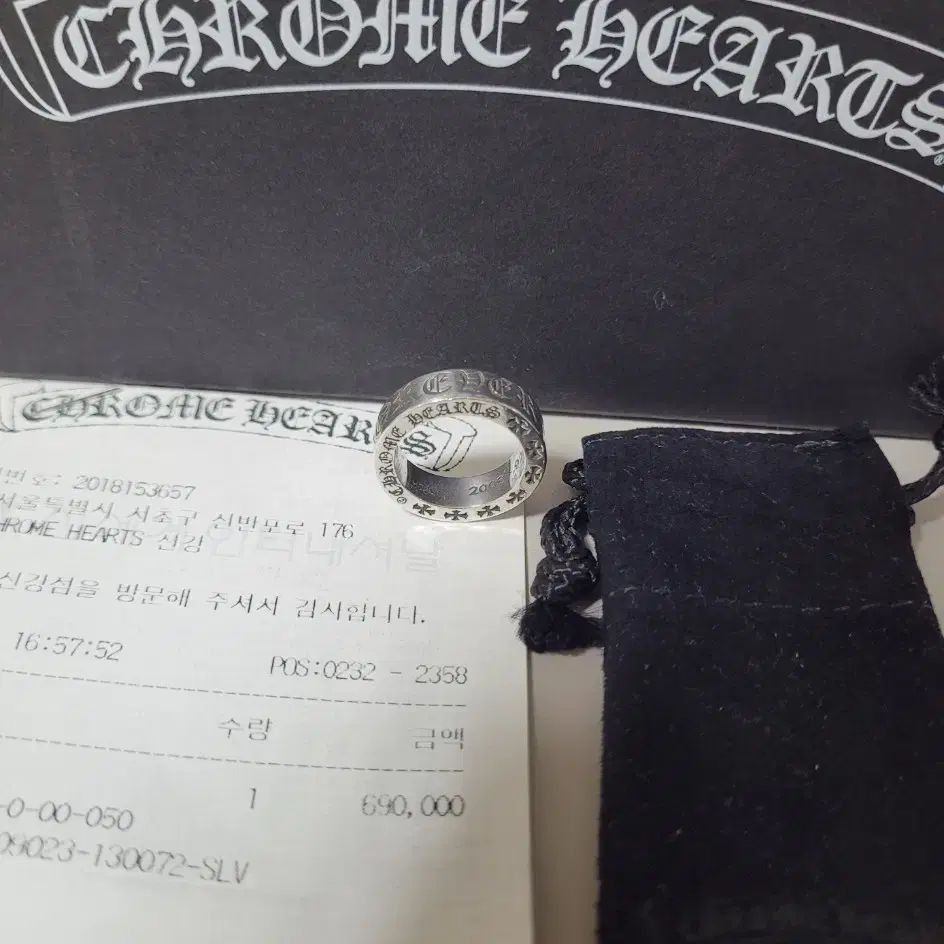 CHROME HEARTS
CHROME HEARTS
번호: 2018153657
서울특별시 서초구 신반포로 176
HROME HEARTS 신강
신강점을 방문해 주셔서 감사합니다.
16:57:52
POS:0232 - 2358
수량 금액
-0-00-050 1 690,000
09023-130072-SLV
©CHROME HEARTS